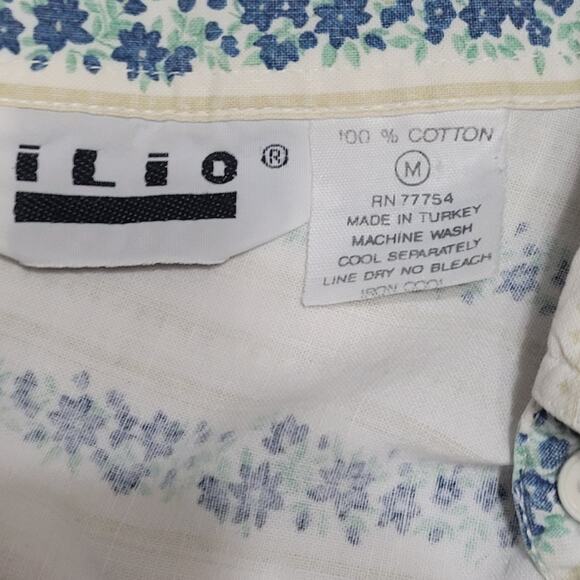 iLio ®
100 % COTTON
M
RN 77754
MADE IN TURKEY
MACHINE WASH
COOL SEPARATELY
LINE DRY NO BLEACH
IRON COOL